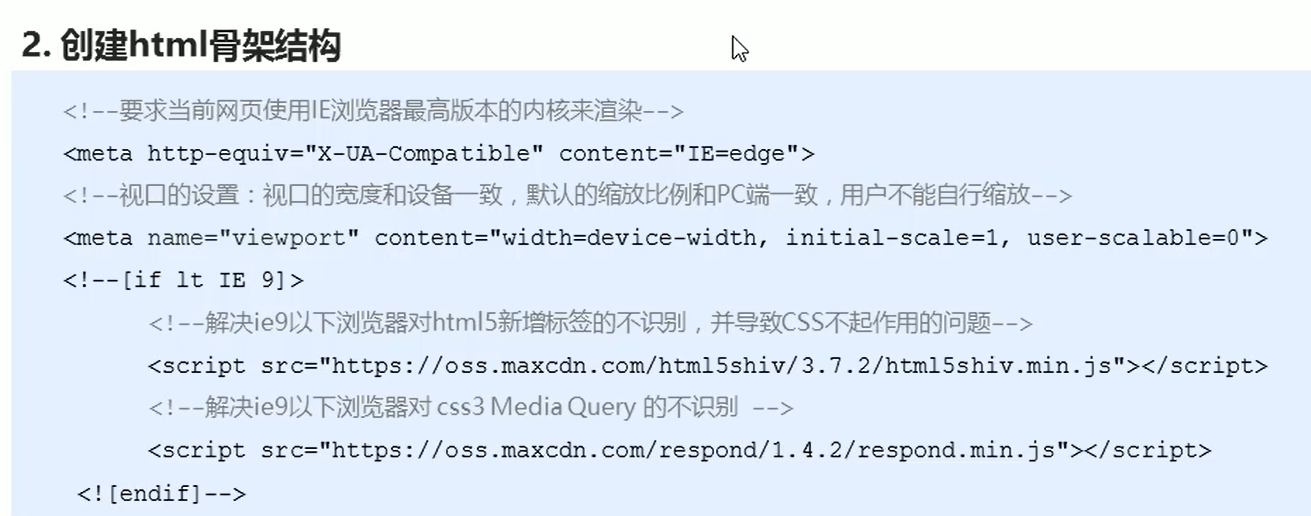 2. 创建html骨架结构
<!--要求当前网页使用IE浏览器最高版本的内核来渲染-->
<meta http-equiv="X-UA-Compatible" content="IE=edge">
<!--视口的设置：视口的宽度和设备一致，默认的缩放比例和PC端一致，用户不能自行缩放-->
<meta name="viewport" content="width=device-width, initial-scale=1, user-scalable=0">
<!--[if lt IE 9]>
<!--解决ie9以下浏览器对html5新增标签的不识别，并导致CSS不起作用的问题-->
<script src="https://oss.maxcdn.com/html5shiv/3.7.2/html5shiv.min.js"></script>
<!--解决ie9以下浏览器对 css3 Media Query 的不识别 -->
<script src="https://oss.maxcdn.com/respond/1.4.2/respond.min.js"></script>
<![endif]-->